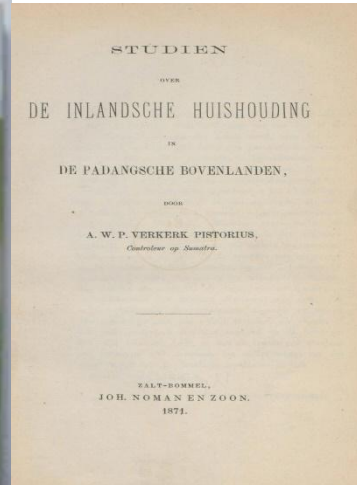 STUDIEN
OVER
DE INLANDSCHE HUISHOUDING
IN
DE PADANGSCHE BOVENLANDEN,
DOOR
A. W. P. VERKERK PISTORIUS,
Controleur op Sumatra.
ZALT-BOMMEL,
JOH. NOMAN EN ZOON.
1871.